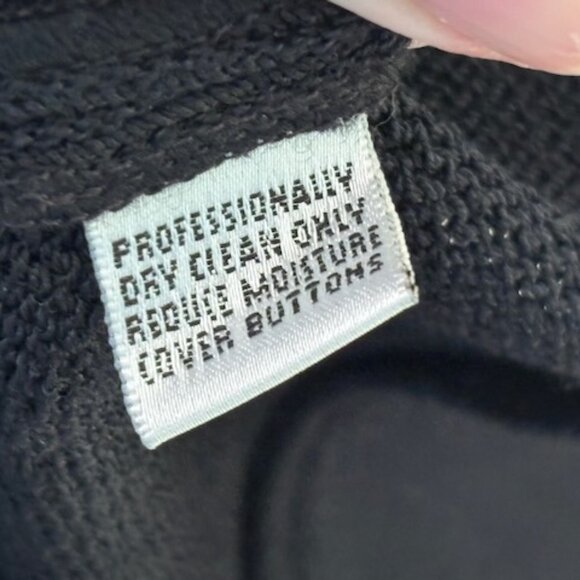 PROFESSIONALLY
DRY CLEAN ONLY
REDUCE MOISTURE
COVER BUTTONS